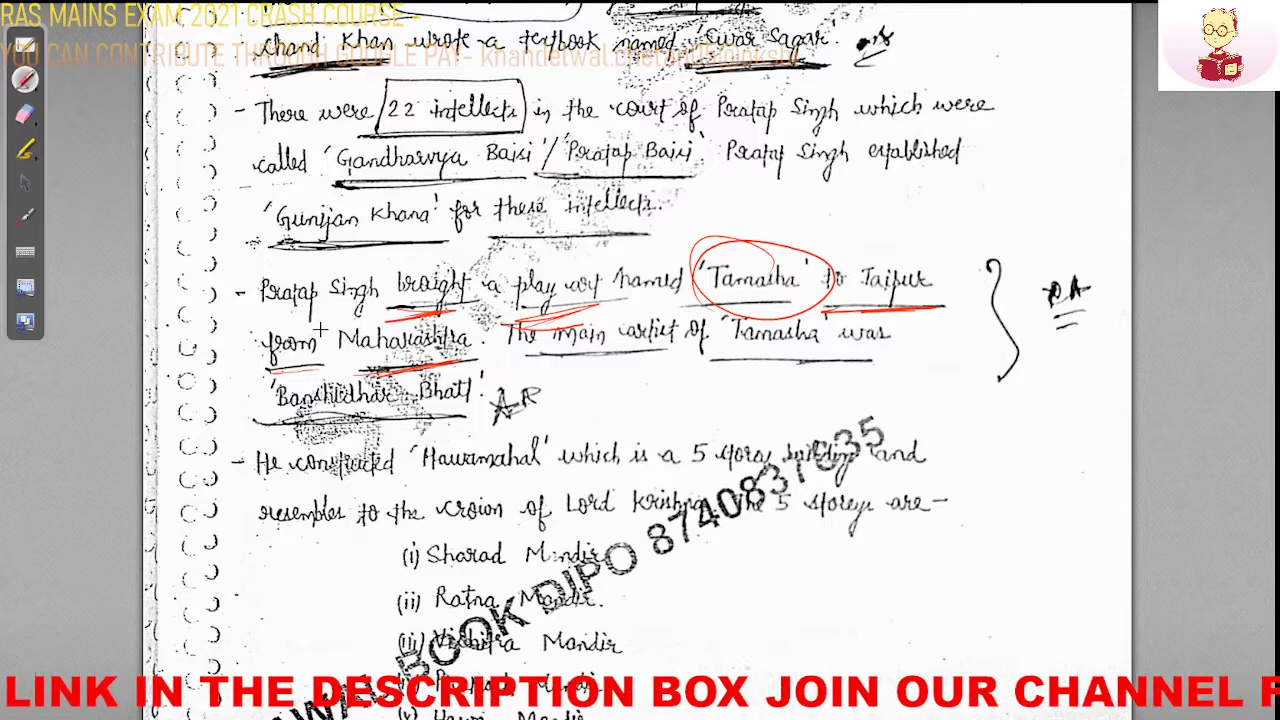 RAS MAINS EXAM 2021 CRASH COURSE -
YOU CAN CONTRIBUTE THROUGH GOOGLE PAY-
Chand Khan wrote a textbook named 'Swar Sagar'.
- There were 22 intellects in the court of Pratap Singh which were
called 'Gandharvya Baisi' / 'Pratap Baisi'. Pratap Singh established
'Gunijan Khana' for these intellects.
- Pratap Singh brought a play art named 'Tamasha' to Jaipur
from Maharashtra. The main artist of 'Tamasha' was
'Banshidhar Bhatt'.
- He constructed 'Hawamahal' which is a 5 storey building and
resembles to the crown of Lord Krishna. The 5 storeys are -
(i) Sharad Mandir
(ii) Ratna Mandir.
(iii) Vichitra Mandir
Mandir
(v) Hawa Mandir
BOOK DIPO 8740837635
LINK IN THE DESCRIPTION BOX JOIN OUR CHANNEL F